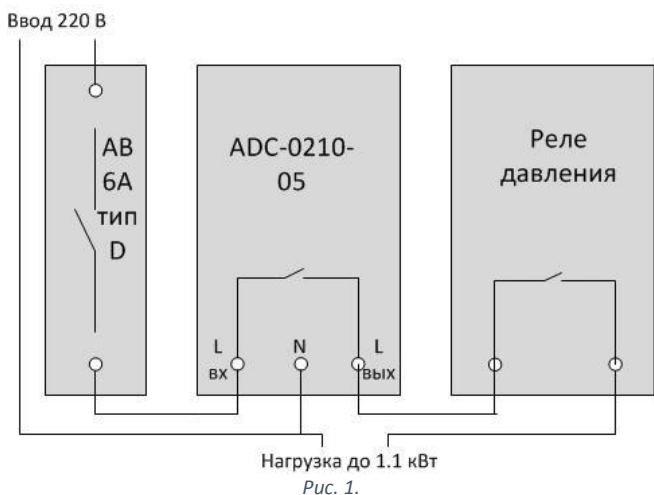 Ввод 220 В
АВ
6А
тип
D
ADC-0210-
05
Реле
давления
L
вх
N
L
вых
Нагрузка до 1.1 кВт
Рис. 1.